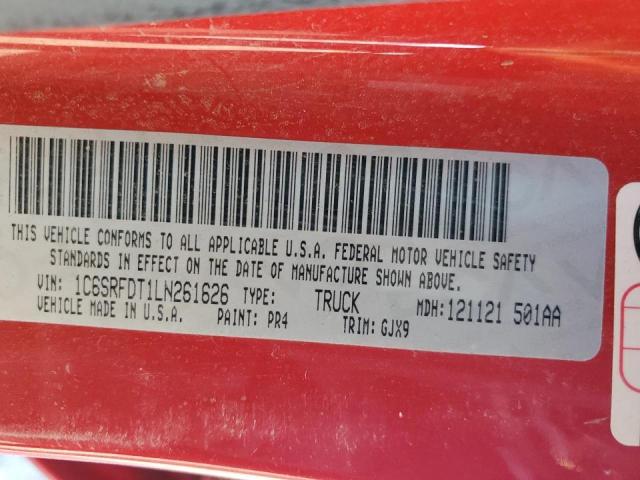 THIS VEHICLE CONFORMS TO ALL APPLICABLE U.S.A. FEDERAL MOTOR VEHICLE SAFETY
STANDARDS IN EFFECT ON THE DATE OF MANUFACTURE SHOWN ABOVE.
VIN: 1C6SRFDT1LN261626 TYPE: TRUCK MDH: 121121 501AA
VEHICLE MADE IN U.S.A. PAINT: PR4 TRIM: GJX9